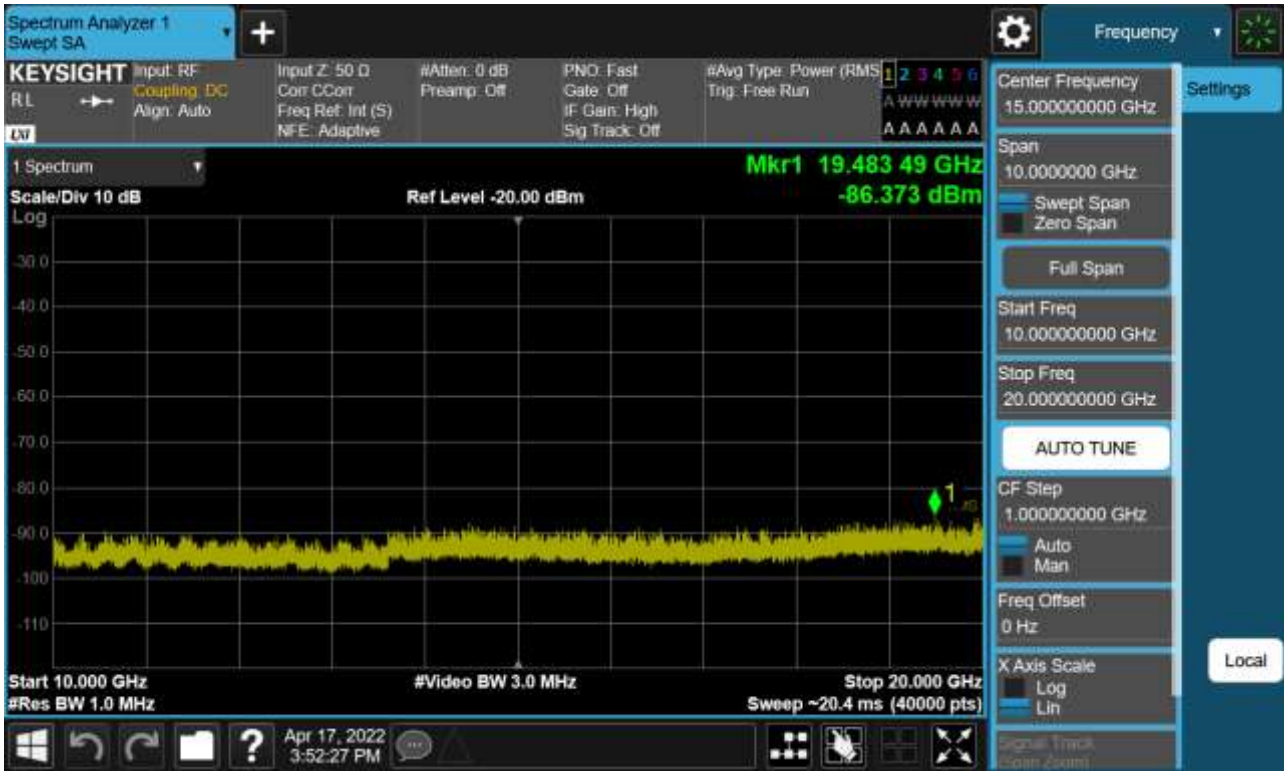 Spectrum Analyzer 1
Swept SA
+
Frequency
KEYSIGHT
RL
LXI
Input: RF
Coupling: DC
Align: Auto
Input Z: 50 Ω
Corr CCorr
Freq Ref: Int (S)
NFE: Adaptive
#Atten: 0 dB
Preamp: Off
PNO: Fast
Gate: Off
IF Gain: High
Sig Track: Off
#Avg Type: Power (RMS
Trig: Free Run
1 2 3 4 5 6
A W W W W W
A A A A A A
1 Spectrum
Scale/Div 10 dB
Ref Level -20.00 dBm
Mkr1 19.483 49 GHz
-86.373 dBm
Log
-30.0
-40.0
-50.0
-60.0
-70.0
-80.0
-90.0
-100
-110
1
Start 10.000 GHz
#Video BW 3.0 MHz
Stop 20.000 GHz
#Res BW 1.0 MHz
Sweep ~20.4 ms (40000 pts)
Center Frequency
15.000000000 GHz
Settings
Span
10.0000000 GHz
Swept Span
Zero Span
Full Span
Start Freq
10.000000000 GHz
Stop Freq
20.000000000 GHz
AUTO TUNE
CF Step
1.000000000 GHz
Auto
Man
Freq Offset
0 Hz
X Axis Scale
Log
Lin
Signal Track
(Span Zoom)
Local
?
Apr 17, 2022
3:52:27 PM